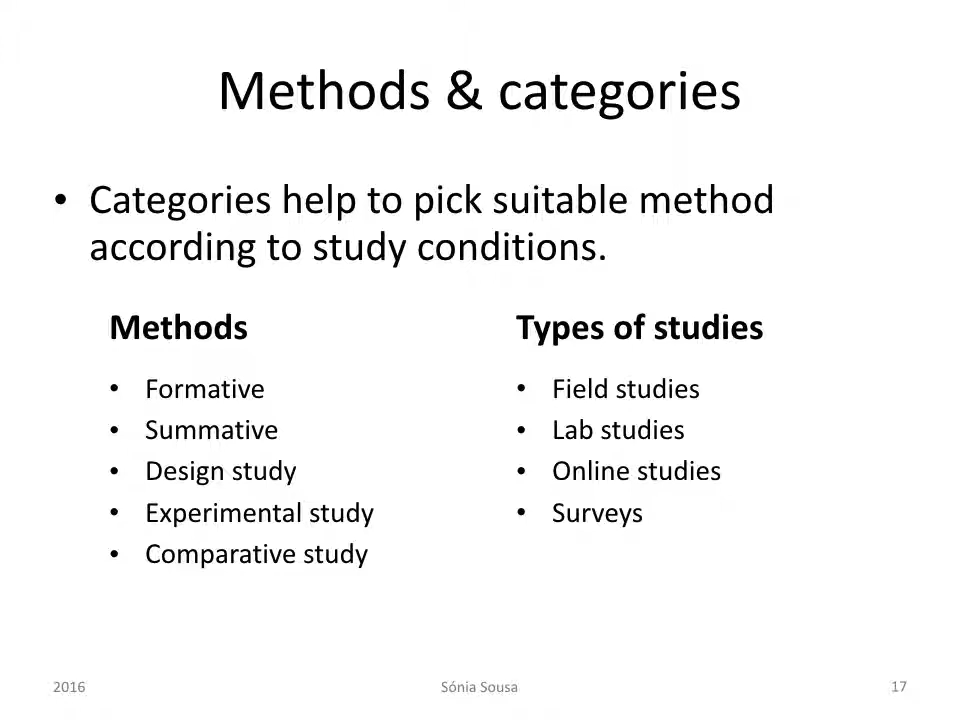 Methods & categories
• Categories help to pick suitable method
according to study conditions.
Methods
• Formative
• Summative
• Design study
• Experimental study
• Comparative study
Types of studies
• Field studies
• Lab studies
• Online studies
• Surveys
2016
Sónia Sousa
17